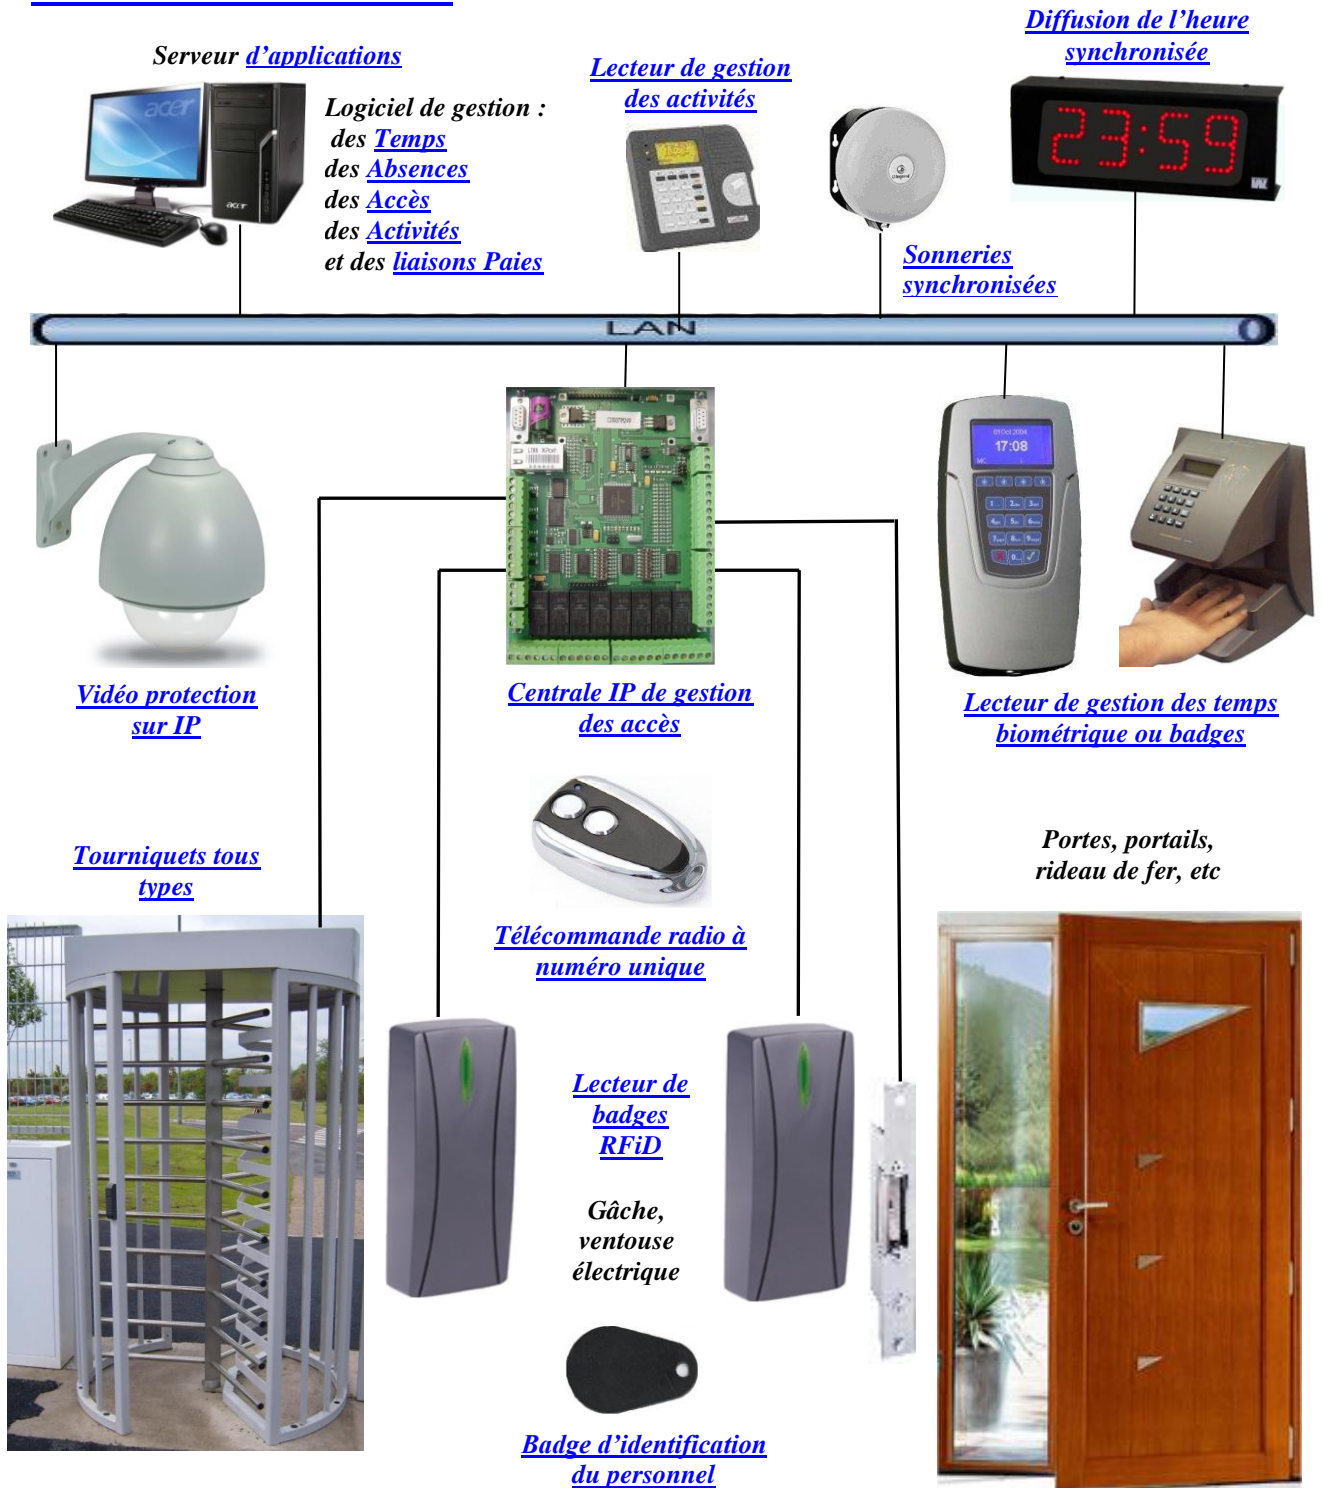 Diffusion de l’heure
synchronisée
Serveur d’applications
Lecteur de gestion
des activités
Logiciel de gestion :
des Temps
des Absences
des Accès
des Activités
et des liaisons Paies
acer
acer
23:59
Sonneries
synchronisées
LAN
17:08
Vidéo protection
sur IP
Centrale IP de gestion
des accès
Lecteur de gestion des temps
biométrique ou badges
Tourniquets tous
types
Portes, portails,
rideau de fer, etc
Télécommande radio à
numéro unique
Lecteur de
badges
RFiD
Gâche,
ventouse
électrique
Badge d’identification
du personnel